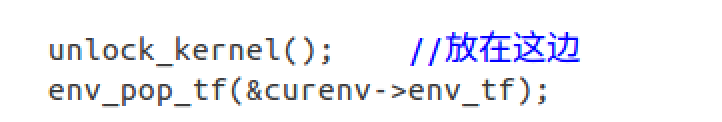 unlock_kernel();    //放在这边
env_pop_tf(&curenv->env_tf);